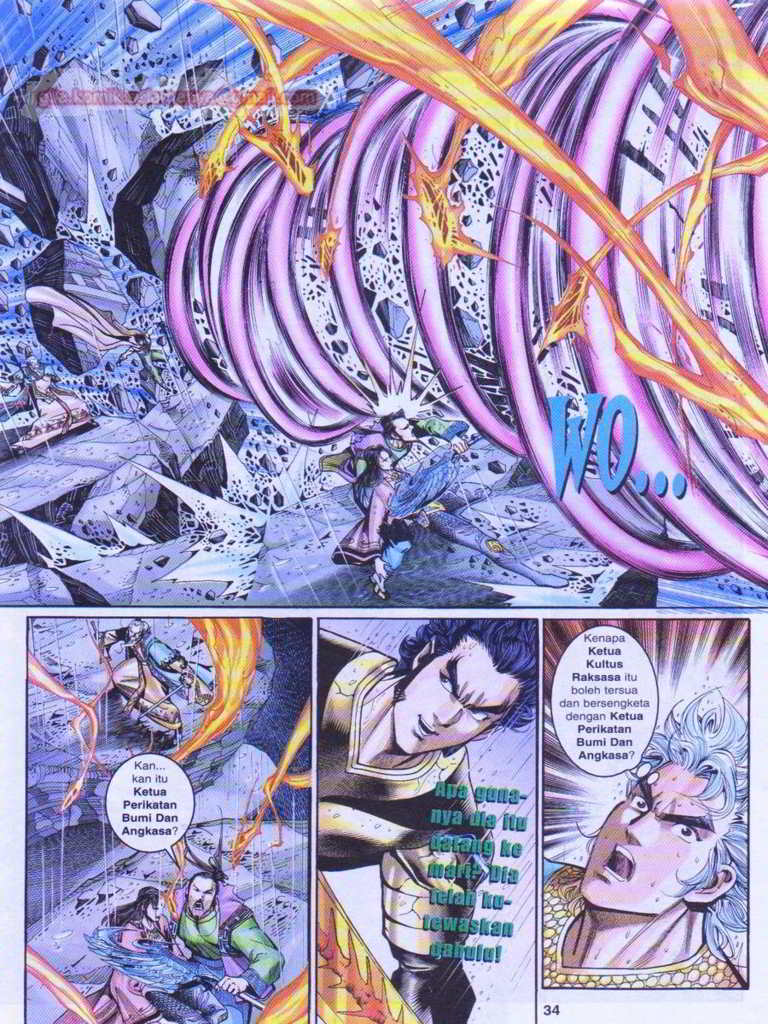 WO...
Kan...
kan itu
Ketua
Perikatan
Bumi Dan
Angkasa?
Apa guna-
nya dia itu
datang ke
mari? Dia
telah ku-
tewaskan
dahulu!
Kenapa
Ketua
Kultus
Raksasa itu
boleh tersua
dan bersengketa
dengan Ketua
Perikatan
Bumi Dan
Angkasa?
34